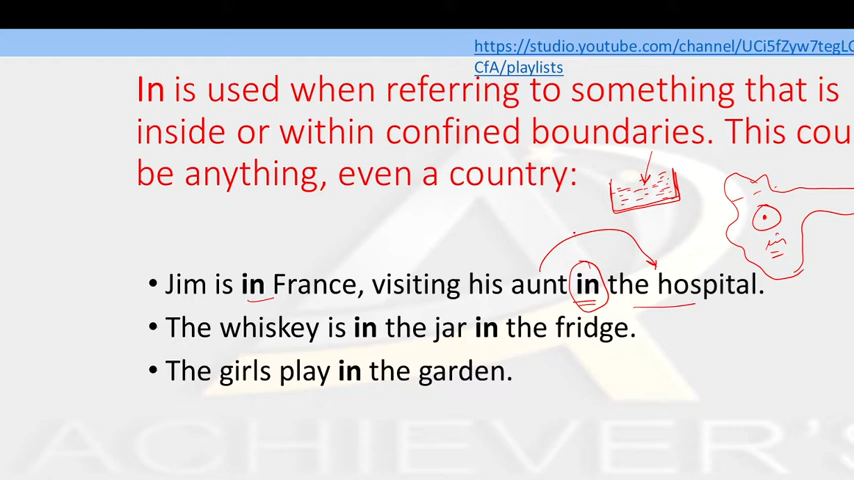 https://studio.youtube.com/channel/UCi5fZyw7tegLC
CfA/playlists
In is used when referring to something that is
inside or within confined boundaries. This cou
be anything, even a country:
• Jim is in France, visiting his aunt in the hospital.
• The whiskey is in the jar in the fridge.
• The girls play in the garden.
ACHIEVER'S